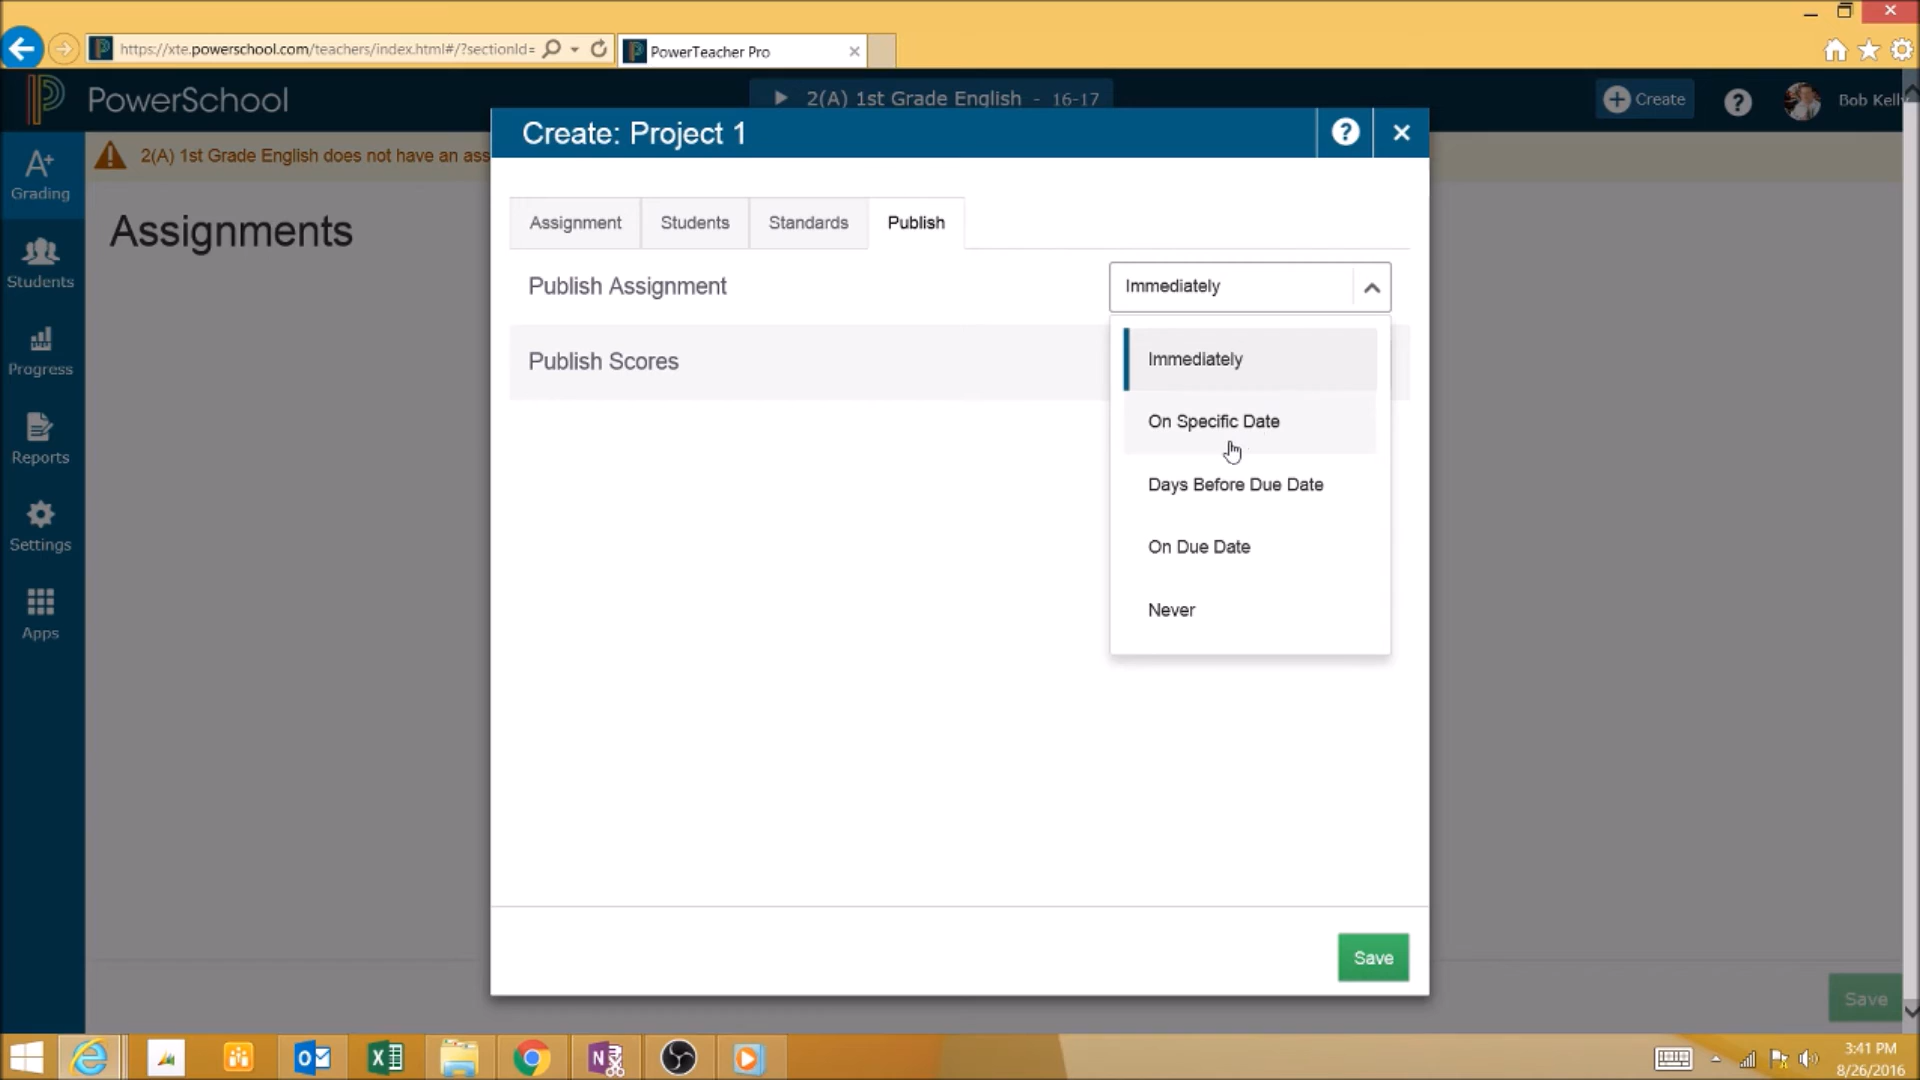 https://xte.powerschool.com/teachers/index.html#/?sectionId=
PowerTeacher Pro
PowerSchool
2(A) 1st Grade English - 16-17
Create
?
Bob Kelly
Create: Project 1
?
2(A) 1st Grade English does not have an ass
A+
Grading
Assignments
Assignment
Students
Standards
Publish
Students
Publish Assignment
Immediately
Progress
Publish Scores
Immediately
On Specific Date
Reports
Days Before Due Date
Settings
On Due Date
Apps
Never
Save
Save
3:41 PM
8/26/2016